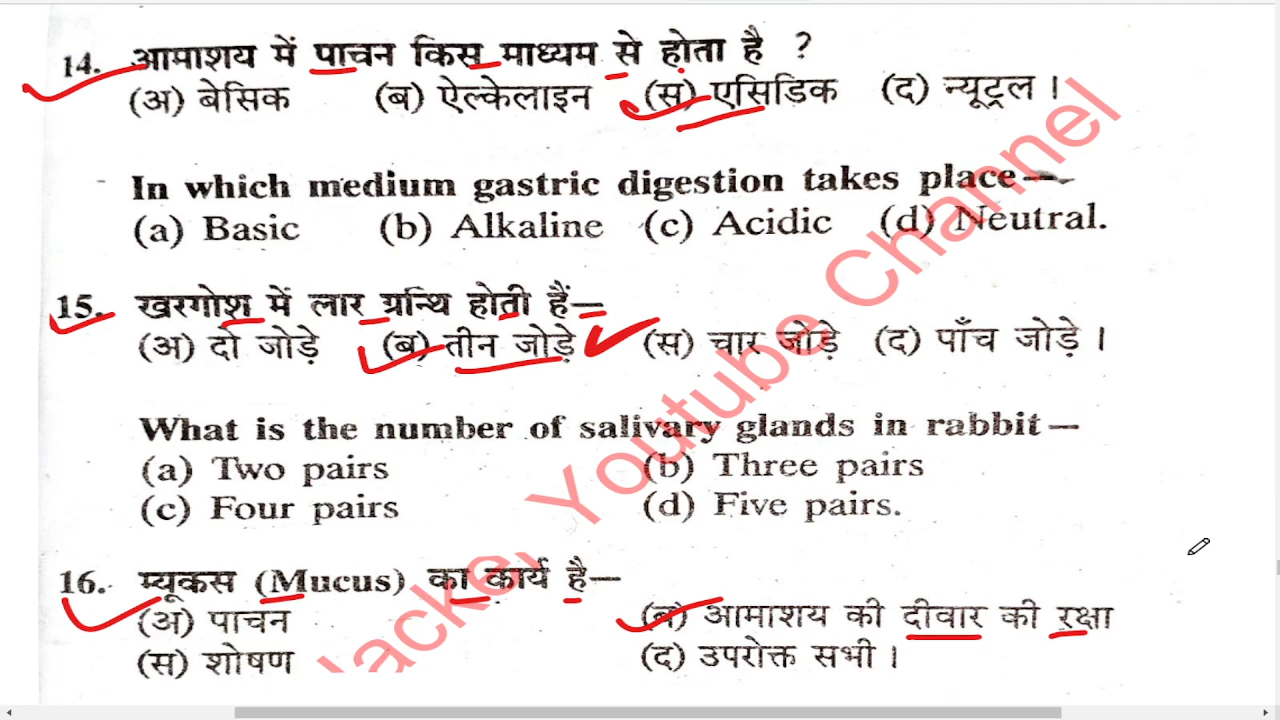 14. आमाशय में पाचन किस माध्यम से होता है ?
(अ) बेसिक (ब) ऐल्केलाइन (स) एसिडिक (द) न्यूट्रल ।
In which medium gastric digestion takes place—
(a) Basic (b) Alkaline (c) Acidic (d) Neutral.
15. खरगोश में लार ग्रन्थि होती हैं—
(अ) दो जोड़े (ब) तीन जोड़े (स) चार जोड़े (द) पाँच जोड़े ।
What is the number of salivary glands in rabbit—
(a) Two pairs (b) Three pairs
(c) Four pairs (d) Five pairs.
16. म्यूकस (Mucus) का कार्य है—
(अ) पाचन (ब) आमाशय की दीवार की रक्षा
(स) शोषण (द) उपरोक्त सभी ।
Youtube Channel